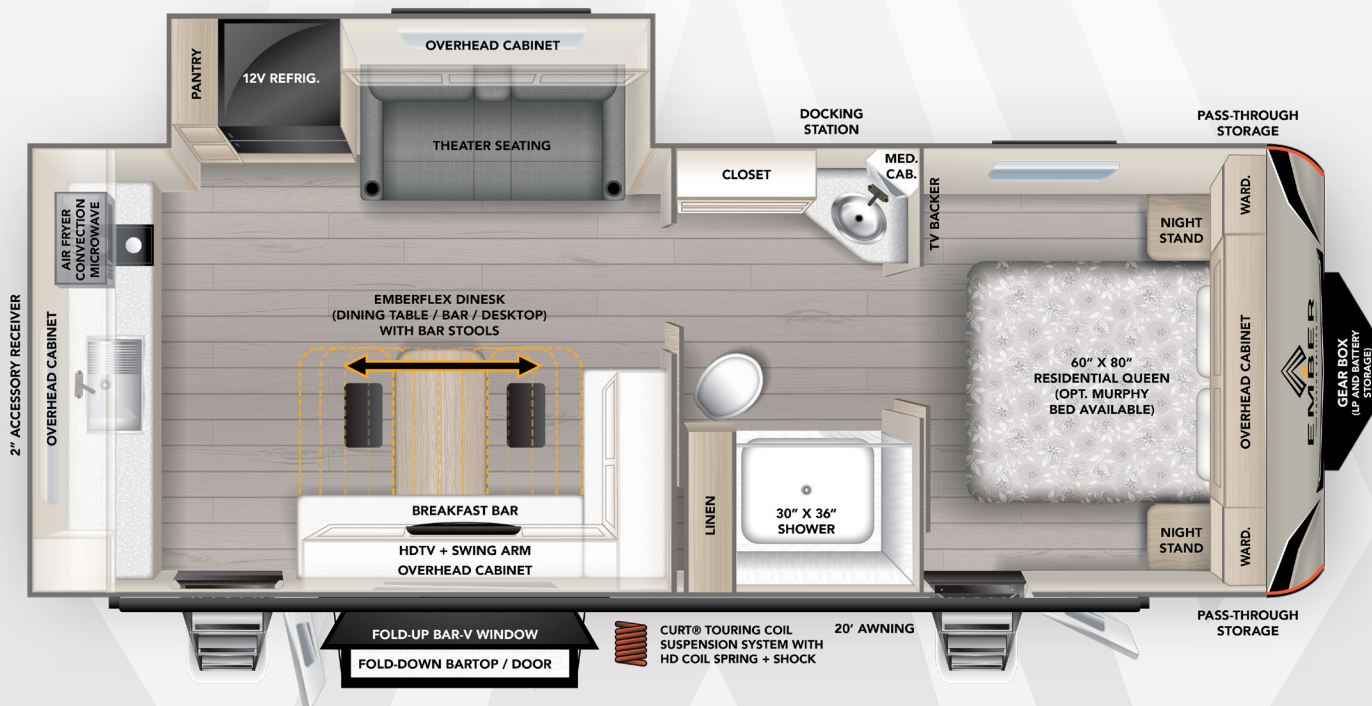 OVERHEAD CABINET
PANTRY
12V REFRIG.
THEATER SEATING
DOCKING
STATION
PASS-THROUGH
STORAGE
CLOSET
MED.
CAB.
TV BACKER
NIGHT
STAND
WARD.
AIR FRYER
CONVECTION
MICROWAVE
2" ACCESSORY RECEIVER
OVERHEAD CABINET
EMBERFLEX DINESK
(DINING TABLE / BAR / DESKTOP)
WITH BAR STOOLS
60" X 80"
RESIDENTIAL QUEEN
(OPT. MURPHY
BED AVAILABLE)
OVERHEAD CABINET
EMBER
GEAR BOX
(LP AND BATTERY
STORAGE)
BREAKFAST BAR
HDTV + SWING ARM
OVERHEAD CABINET
LINEN
30" X 36"
SHOWER
NIGHT
STAND
WARD.
FOLD-UP BAR-V WINDOW
FOLD-DOWN BARTOP / DOOR
CURT® TOURING COIL
SUSPENSION SYSTEM WITH
HD COIL SPRING + SHOCK
20' AWNING
PASS-THROUGH
STORAGE